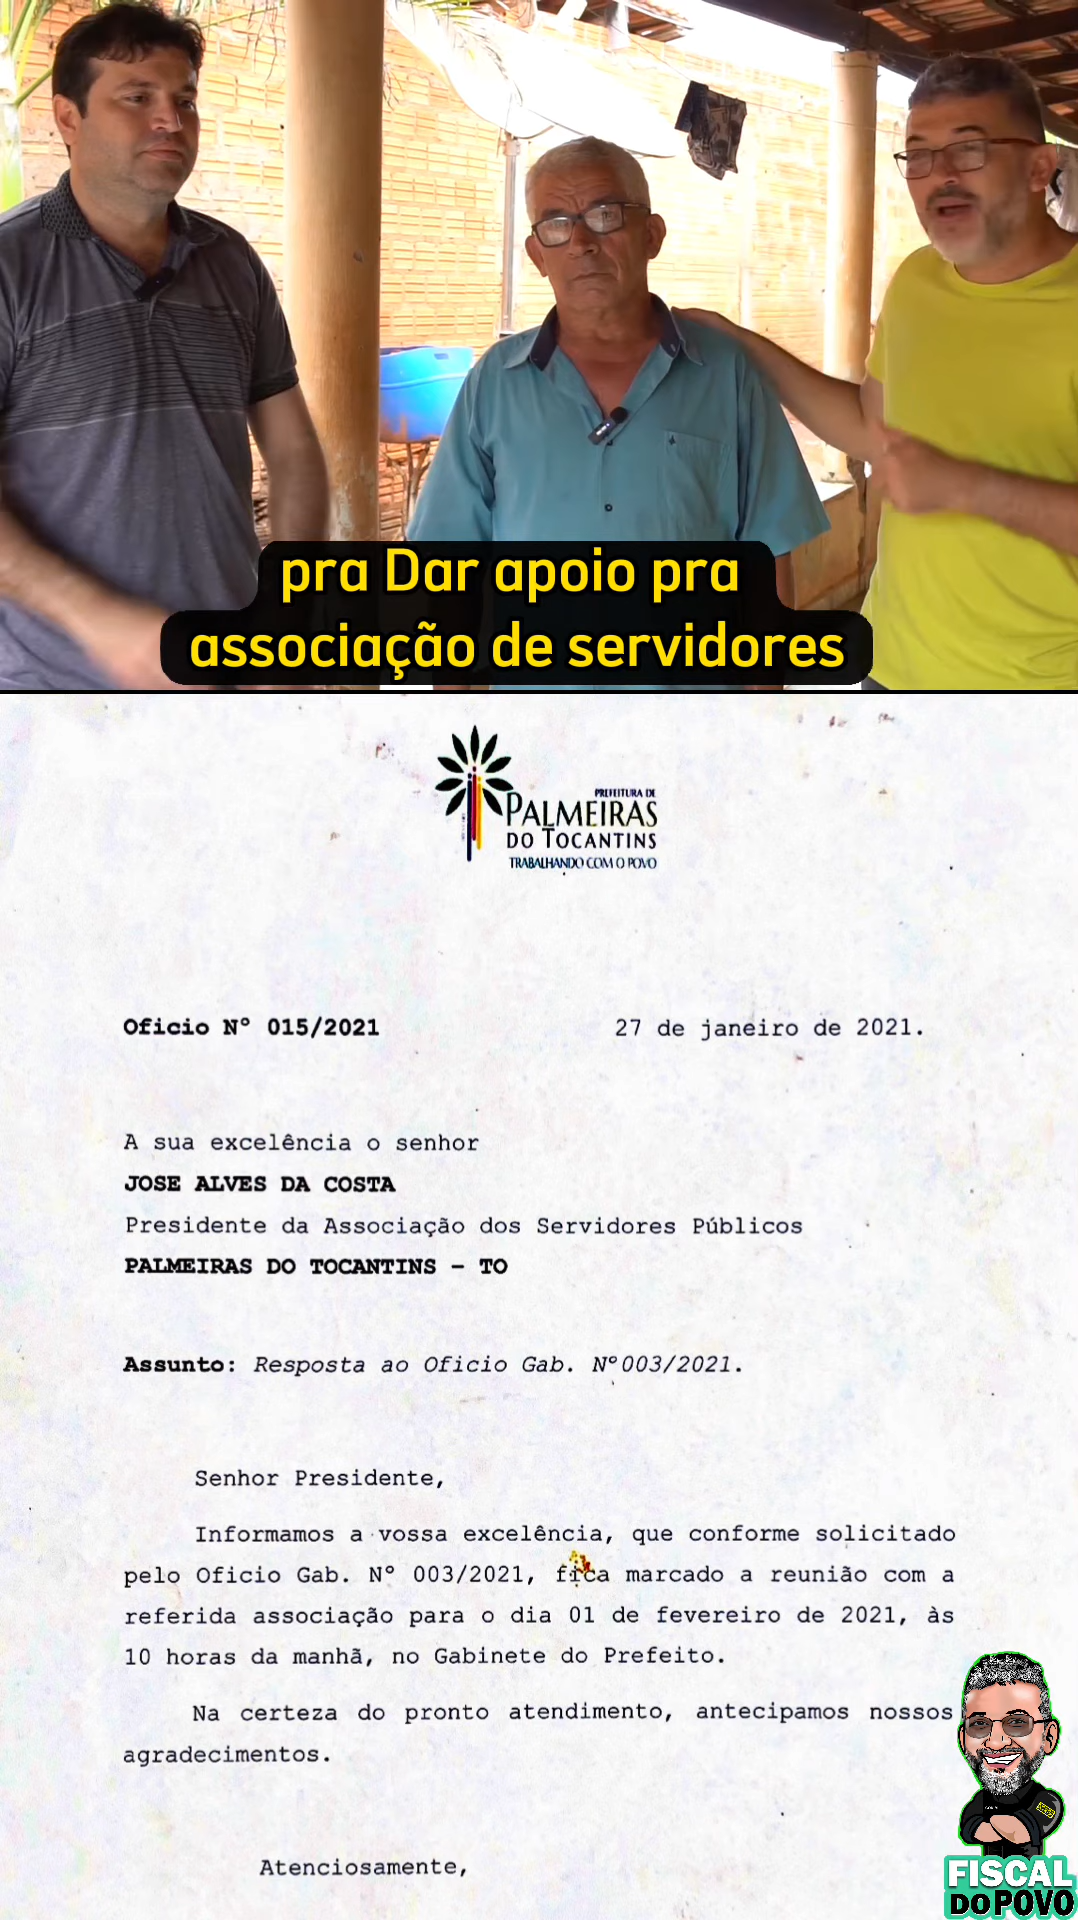 pra Dar apoio pra
associação de servidores
PREFEITURA DE
PALMEIRAS
DO TOCANTINS
TRABALHANDO COM O POVO
Oficio N° 015/2021 27 de janeiro de 2021.
A sua excelência o senhor
JOSE ALVES DA COSTA
Presidente da Associação dos Servidores Públicos
PALMEIRAS DO TOCANTINS – TO
Assunto: Resposta ao Oficio Gab. N°003/2021.
Senhor Presidente,
Informamos a vossa excelência, que conforme solicitado
pelo Oficio Gab. N° 003/2021, fica marcado a reunião com a
referida associação para o dia 01 de fevereiro de 2021, às
10 horas da manhã, no Gabinete do Prefeito.
Na certeza do pronto atendimento, antecipamos nossos
agradecimentos.
Atenciosamente,
FISCAL
DO POVO